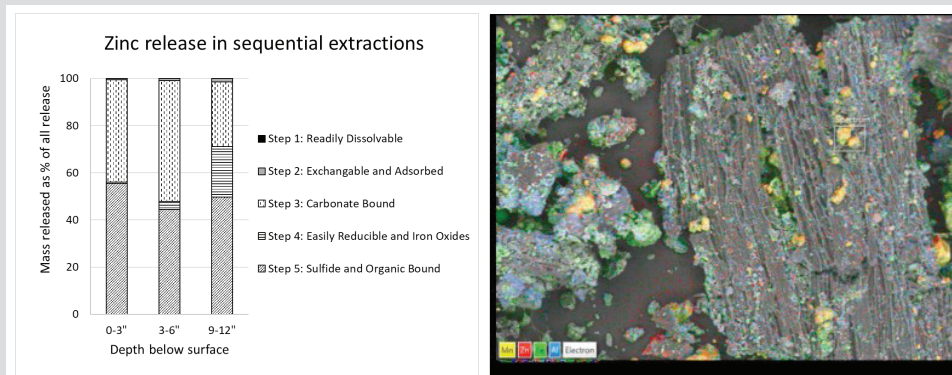 Zinc release in sequential extractions
Mass released as % of all release
100
80
60
40
20
0
0-3"
3-6"
9-12"
Depth below surface
Step 1: Readily Dissolvable
Step 2: Exchangable and Adsorbed
Step 3: Carbonate Bound
Step 4: Easily Reducible and Iron Oxides
Step 5: Sulfide and Organic Bound
Mn Zn Al Electron